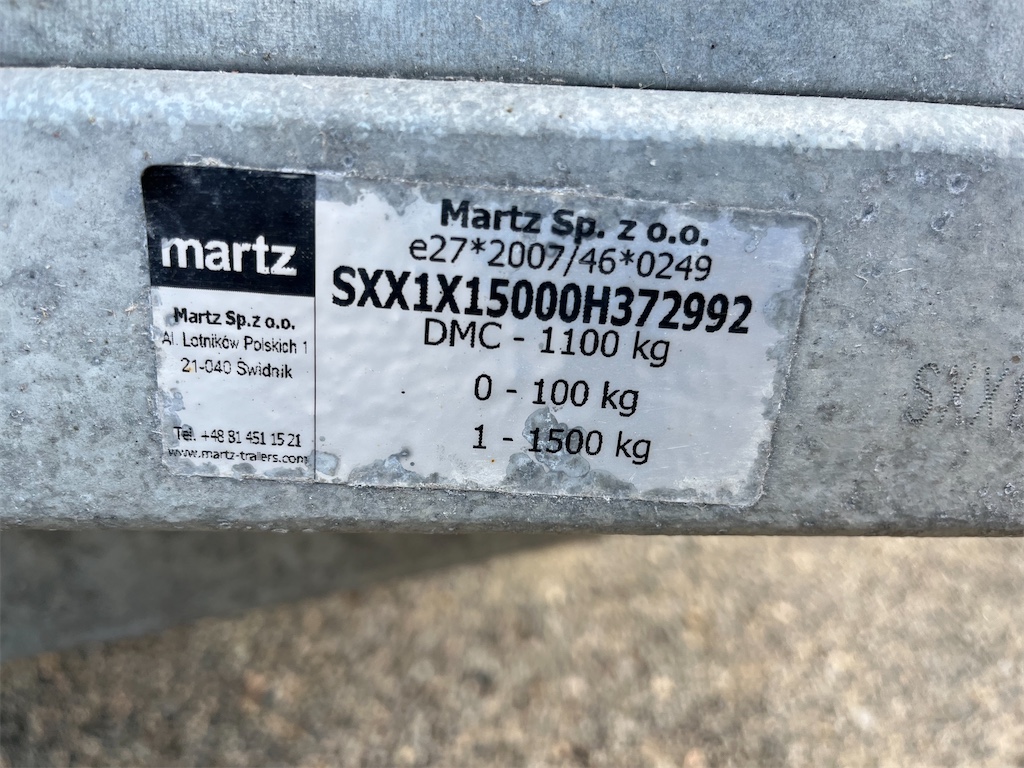 martz
Martz Sp.z o.o.
Al. Lotników Polskich 1
21-040 Świdnik
Tel. +48 81 451 15 21
www.martz-trailers.com
Martz Sp. z o.o.
e27*2007/46*0249
SXX1X15000H372992
DMC - 1100 kg
0 - 100 kg
1 - 1500 kg